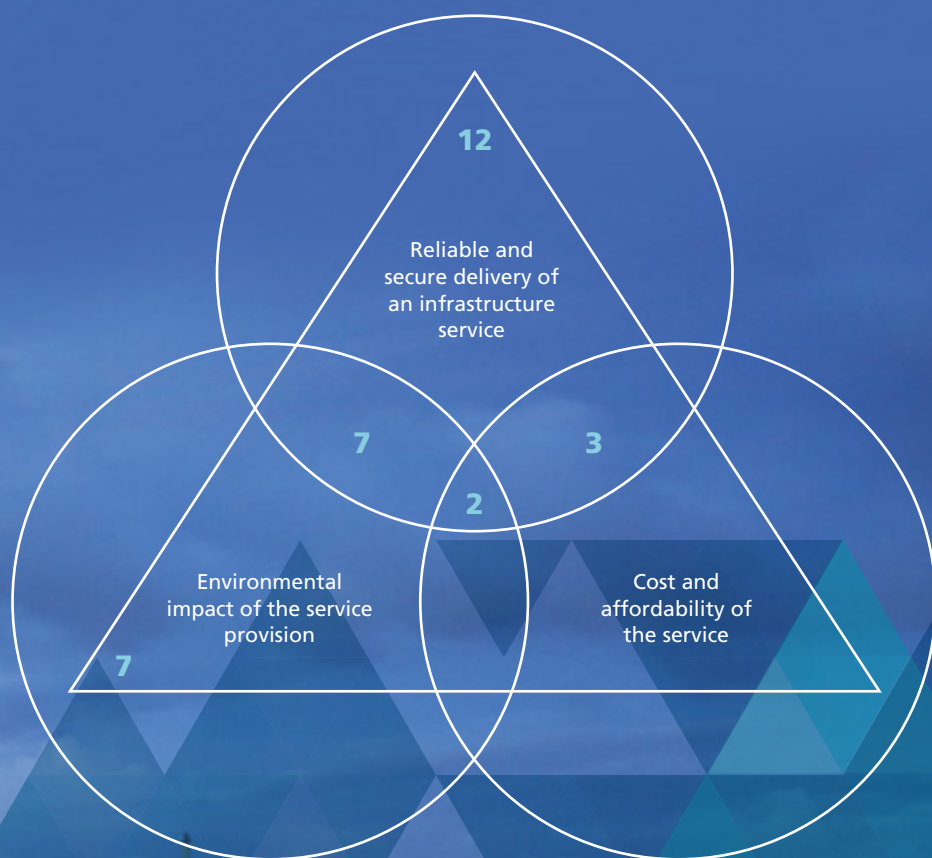 12
Reliable and
secure delivery of
an infrastructure
service
7
3
2
Environmental
impact of the service
provision
Cost and
affordability of
the service
7